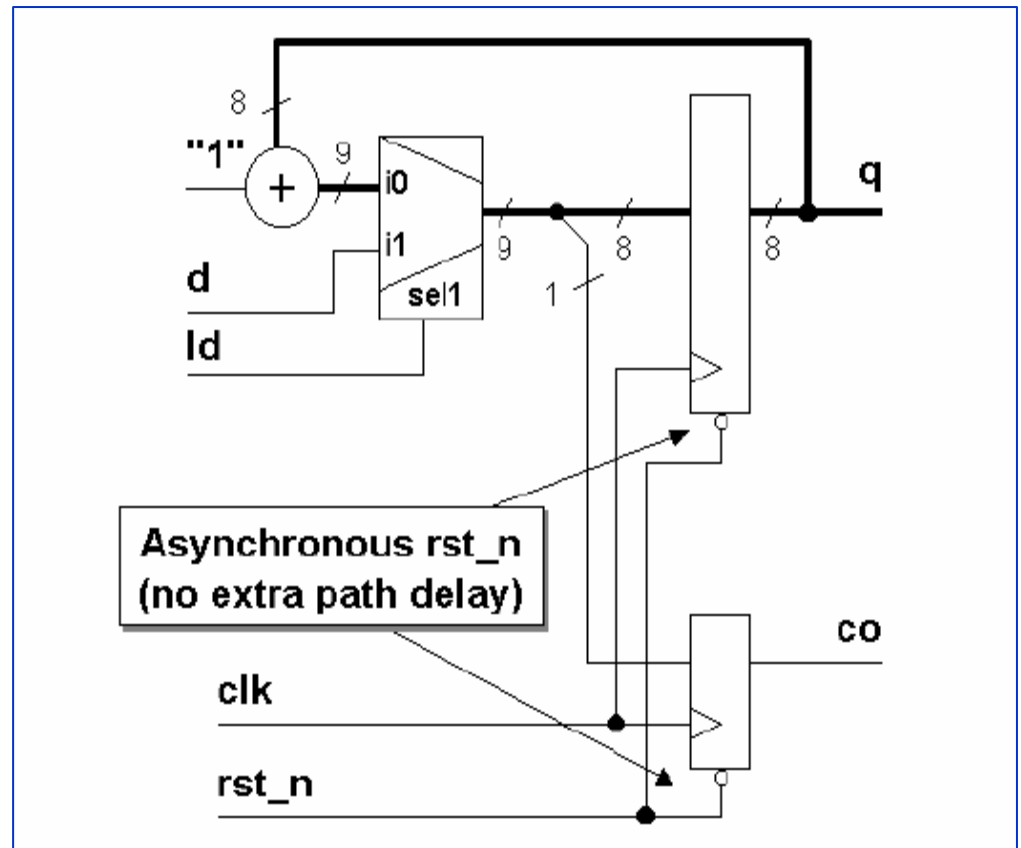 8
"1"
9
+
i0
q
i1
9
8
8
d
sel1
1
ld
Asynchronous rst_n
(no extra path delay)
co
clk
rst_n